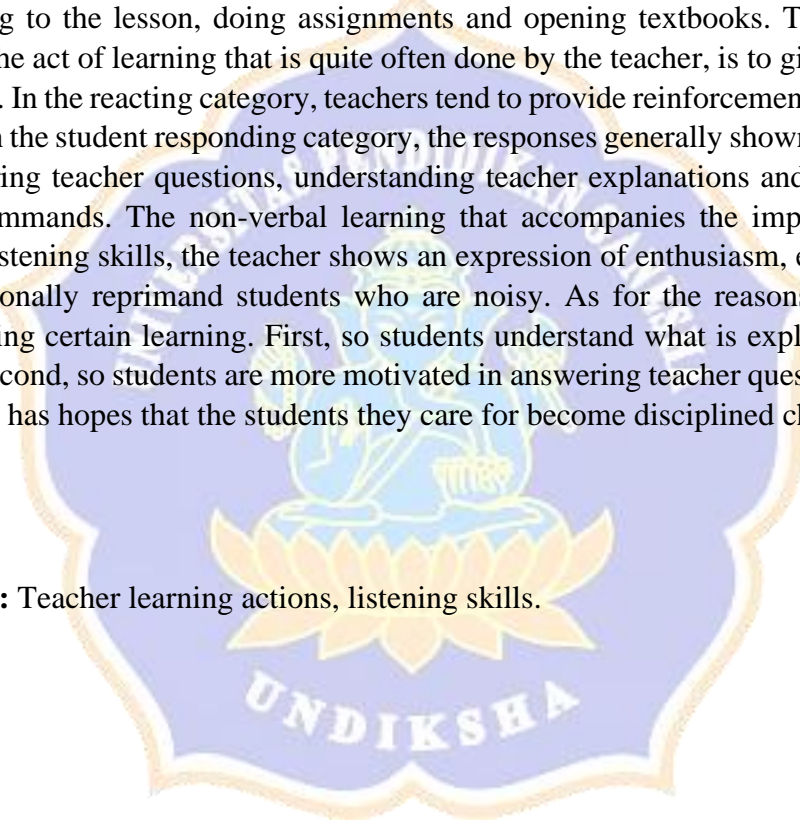 ng to the lesson, doing assignments and opening textbooks. T
he act of learning that is quite often done by the teacher, is to gi
. In the reacting category, teachers tend to provide reinforcemen
n the student responding category, the responses generally shown
UNIVERSITAS PENDIDIKAN GANESHA
ring teacher questions, understanding teacher explanations and
mmands. The non-verbal learning that accompanies the imp
stening skills, the teacher shows an expression of enthusiasm, e
onally reprimand students who are noisy. As for the reasons
ing certain learning. First, so students understand what is expl
cond, so students are more motivated in answering teacher ques
has hopes that the students they care for become disciplined
: Teacher learning actions, listening skills.
UNDIKSHA